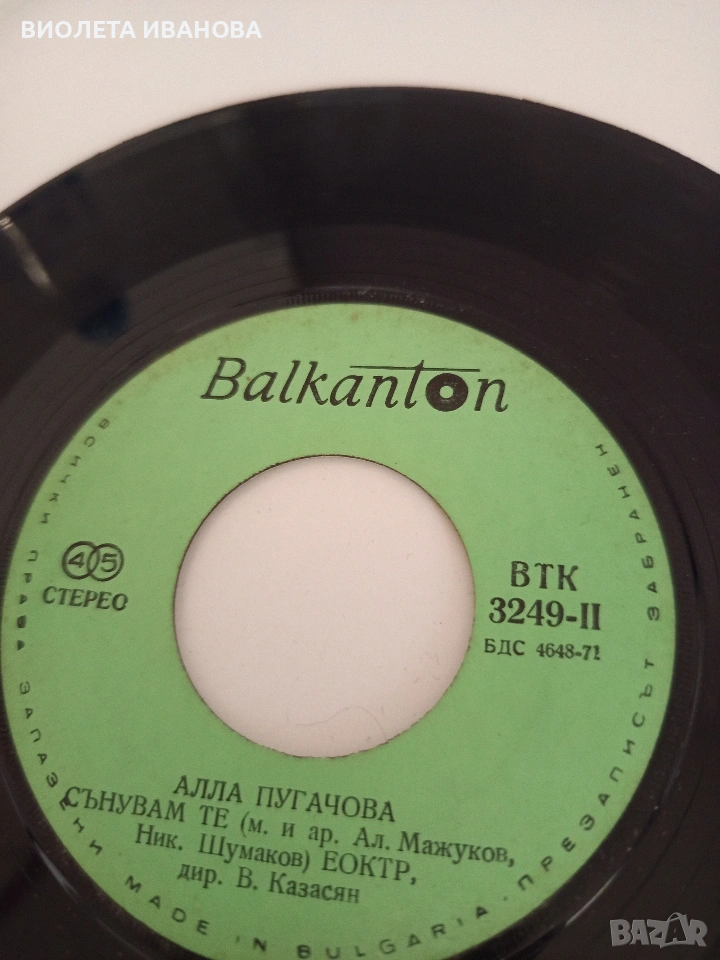 ВИОЛЕТА ИВАНОВА
Balkanton
45
СТЕРЕО
ВТК
3249-II
БДС 4648-71
АЛЛА ПУГАЧОВА
СЪНУВАМ ТЕ (м. и ар. Ал. Мажуков,
Ник. Шумаков) ЕОКТР,
дир. В. Казасян
ВСИЧКИ ПРАВА ЗАПАЗЕНИ MADE IN BULGARIA - ПРЕЗАПИСЪТ ЗАБРАНЕН
BAZAR